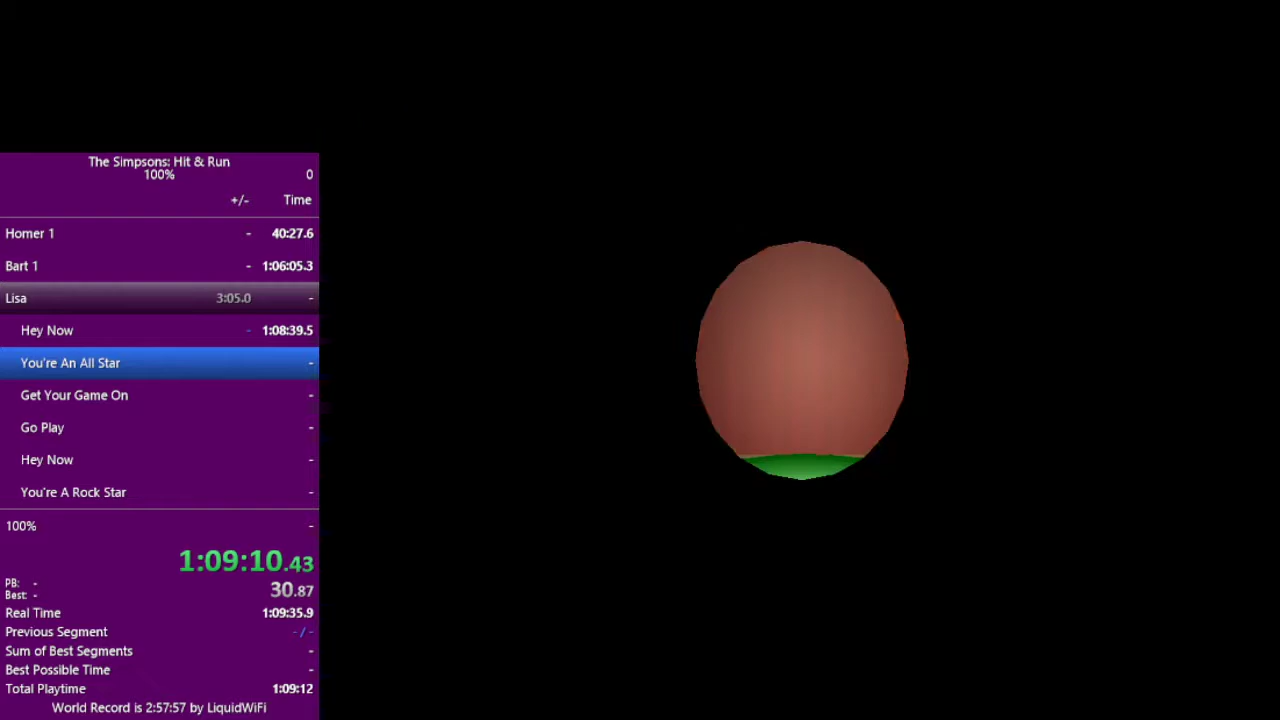 The Simpsons: Hit & Run
100% 0
+/- Time
Homer 1 - 40:27.6
Bart 1 - 1:06:05.3
Lisa 3:05.0 -
Hey Now - 1:08:39.5
You're An All Star -
Get Your Game On -
Go Play -
Hey Now -
You're A Rock Star -
100% -
1:09:10.43
PB: - 30.87
Best: -
Real Time 1:09:35.9
Previous Segment - / -
Sum of Best Segments -
Best Possible Time -
Total Playtime 1:09:12
World Record is 2:57:57 by LiquidWiFi